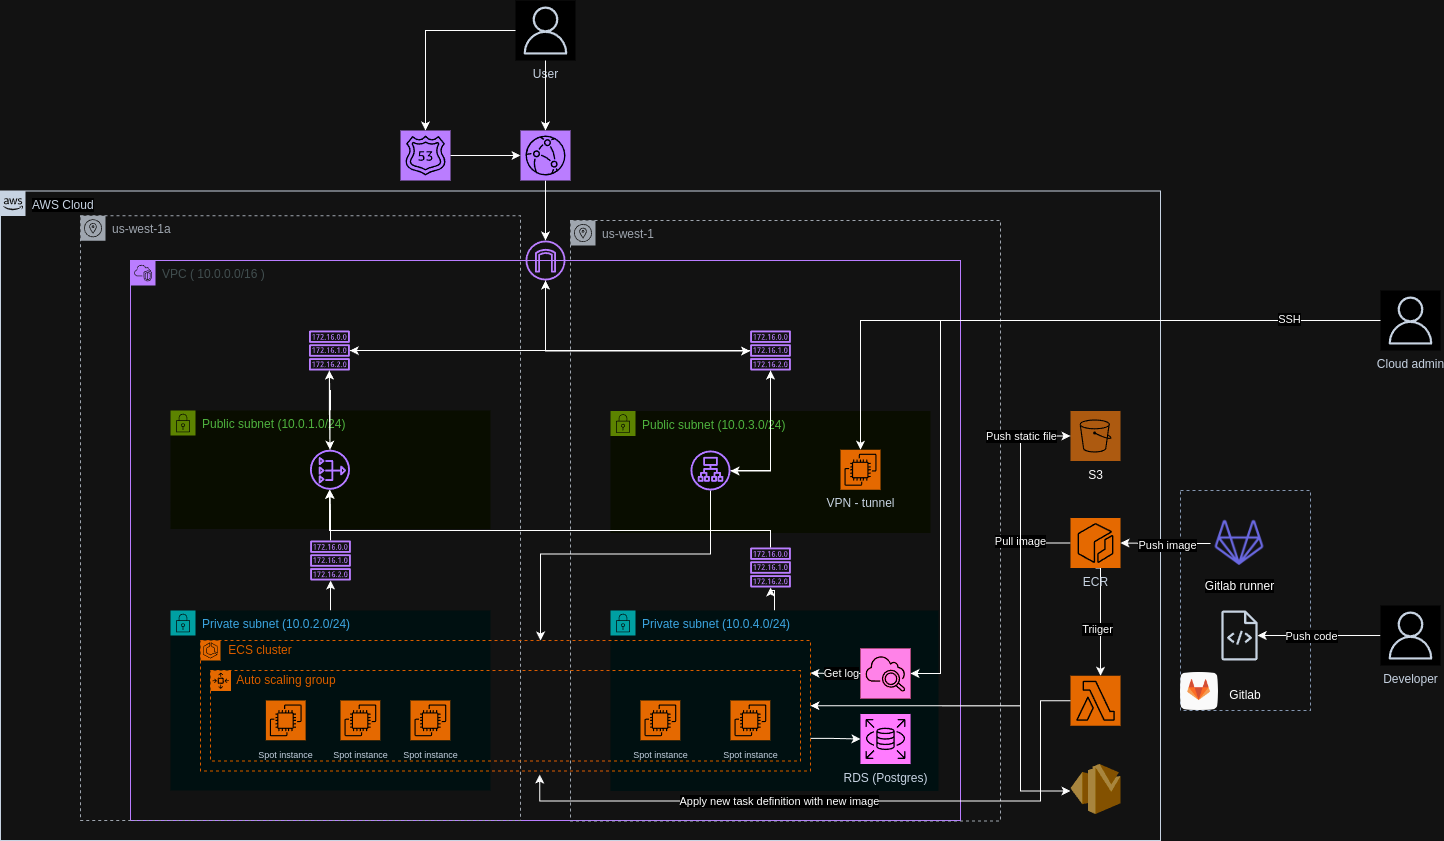 User
53
aws
AWS Cloud
us-west-1a
us-west-1
VPC ( 10.0.0.0/16 )
172.16.0.0
172.16.1.0
172.16.2.0
172.16.0.0
172.16.1.0
172.16.2.0
SSH
Cloud admin
Public subnet (10.0.1.0/24)
Public subnet (10.0.3.0/24)
Push static file
S3
VPN - tunnel
172.16.0.0
172.16.1.0
172.16.2.0
172.16.0.0
172.16.1.0
172.16.2.0
Pull image
ECR
Push image
Gitlab runner
Private subnet (10.0.2.0/24)
Private subnet (10.0.4.0/24)
Triiger
</>
Push code
Developer
Gitlab
ECS cluster
Auto scaling group
Get log
Spot instance
Spot instance
Spot instance
Spot instance
Spot instance
RDS (Postgres)
Apply new task definition with new image